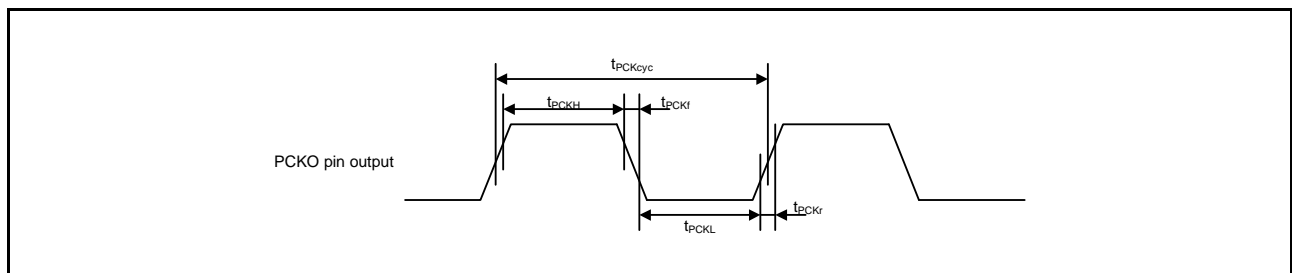 tPCKcyc
tPCKH
tPCKf
PCKO pin output
tPCKr
tPCKL